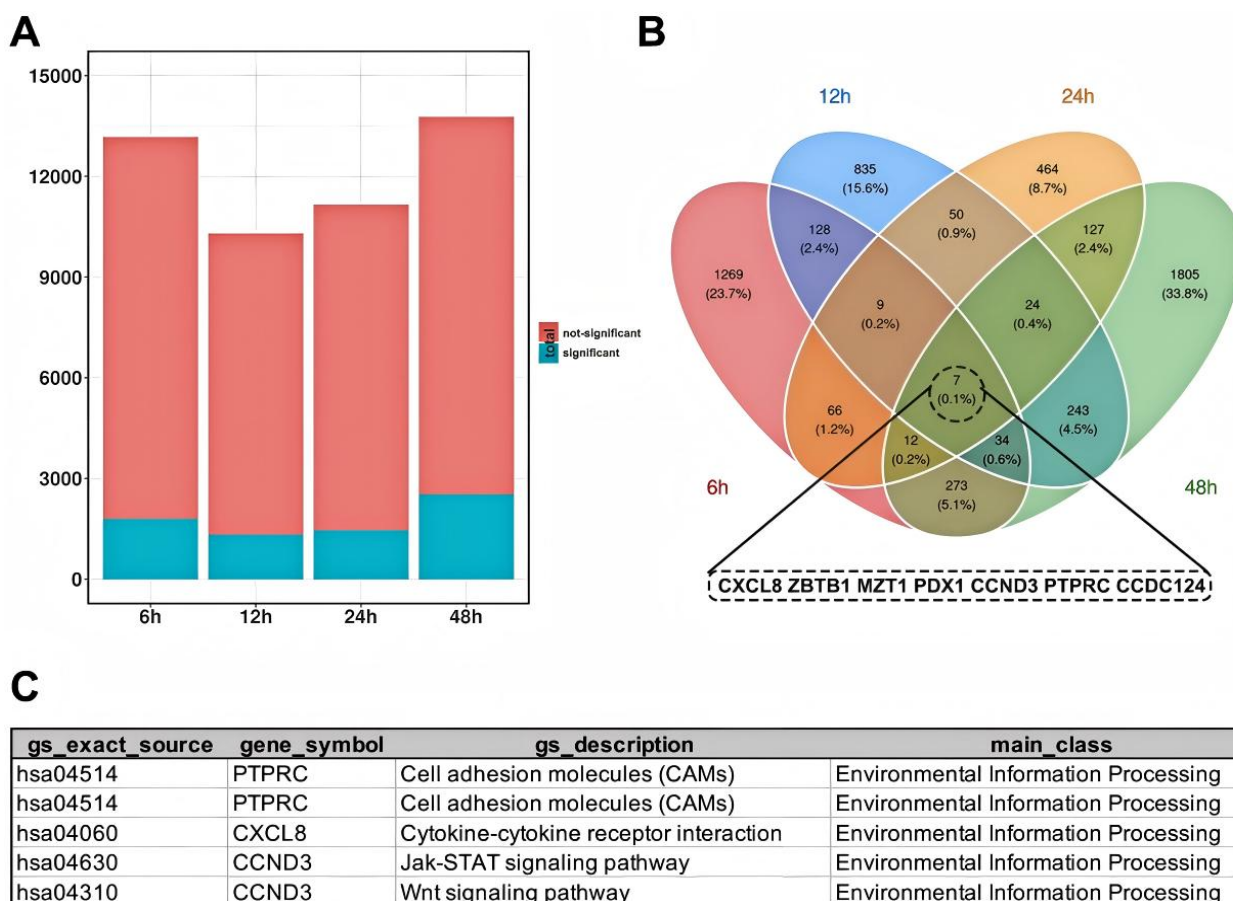 A
15000
12000
9000
6000
3000
0
6h 12h 24h 48h
total
not-significant
significant
B
12h
24h
6h
48h
835
(15.6%)
464
(8.7%)
50
(0.9%)
128
(2.4%)
127
(2.4%)
1269
(23.7%)
1805
(33.8%)
9
(0.2%)
24
(0.4%)
7
(0.1%)
66
(1.2%)
243
(4.5%)
12
(0.2%)
34
(0.6%)
273
(5.1%)
CXCL8 ZBTB1 MZT1 PDX1 CCND3 PTPRC CCDC124
C
gs_exact_source gene_symbol gs_description main_class
hsa04514 PTPRC Cell adhesion molecules (CAMs) Environmental Information Processing
hsa04514 PTPRC Cell adhesion molecules (CAMs) Environmental Information Processing
hsa04060 CXCL8 Cytokine-cytokine receptor interaction Environmental Information Processing
hsa04630 CCND3 Jak-STAT signaling pathway Environmental Information Processing
hsa04310 CCND3 Wnt signaling pathway Environmental Information Processing